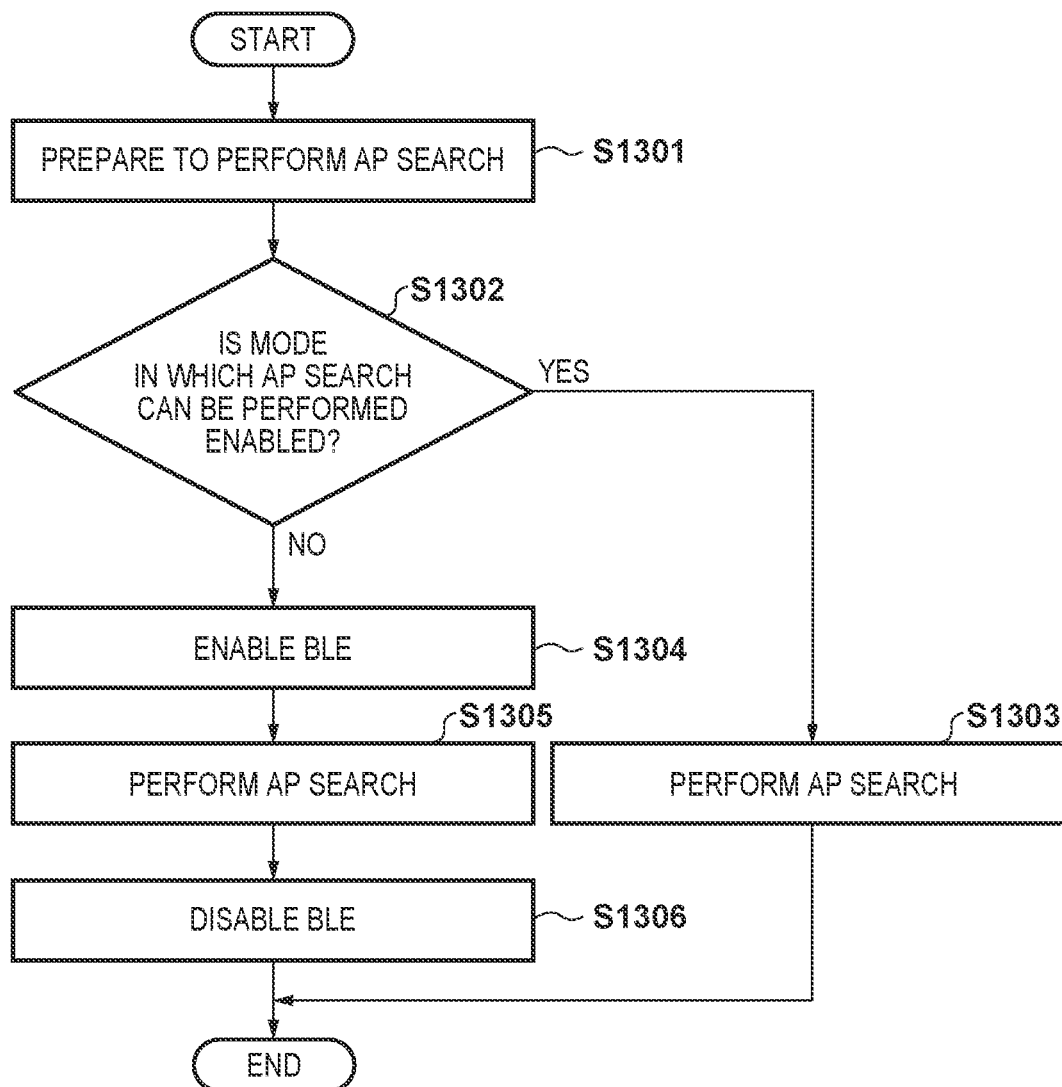 START
PREPARE TO PERFORM AP SEARCH
S1301
S1302
IS MODE
IN WHICH AP SEARCH
CAN BE PERFORMED
ENABLED?
YES
NO
ENABLE BLE
S1304
S1305
S1303
PERFORM AP SEARCH
PERFORM AP SEARCH
DISABLE BLE
S1306
END